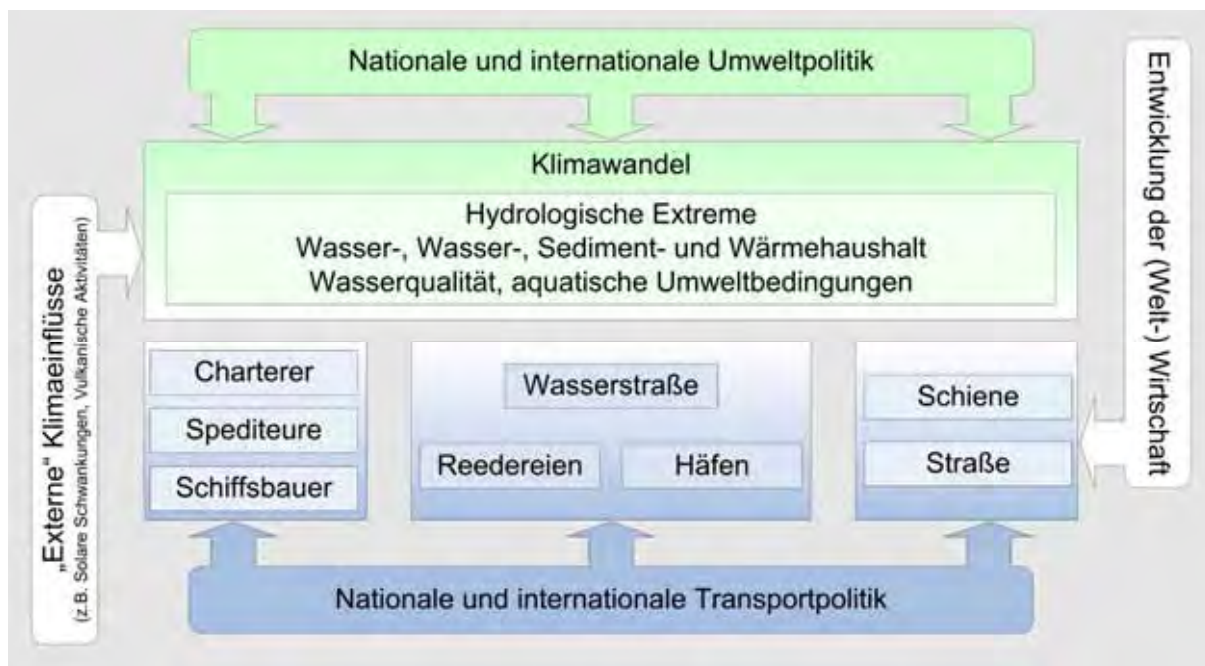 Nationale und internationale Umweltpolitik
Klimawandel
Hydrologische Extreme
Wasser-, Wasser-, Sediment- und Wärmehaushalt
Wasserqualität, aquatische Umweltbedingungen
„Externe“ Klimaeinflüsse
(z.B. Solare Schwankungen, Vulkanische Aktivitäten)
Charterer
Spediteure
Schiffsbauer
Wasserstraße
Reedereien
Häfen
Schiene
Straße
Entwicklung der (Welt-) Wirtschaft
Nationale und internationale Transportpolitik